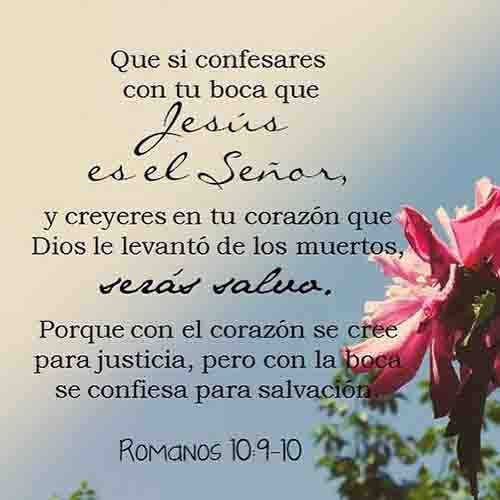 Que si confesares
con tu boca que
Jesús
es el Señor,
y creyeres en tu corazón que
Dios le levantó de los muertos,
serás salvo.
Porque con el corazón se cree
para justicia, pero con la boca
se confiesa para salvación.
Romanos 10:9-10